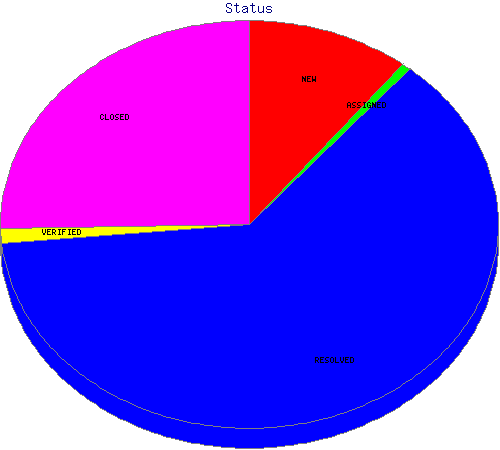 Status
NEW
ASSIGNED
CLOSED
VERIFIED
RESOLVED